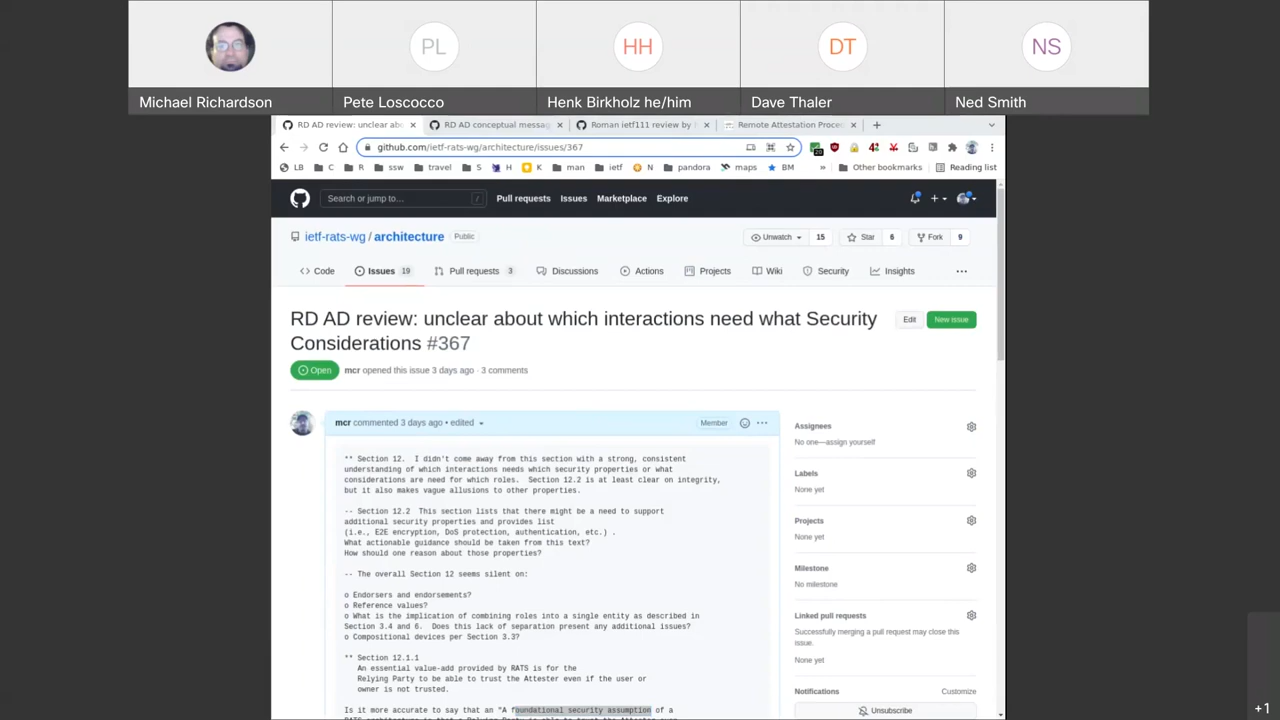 PL
HH
DT
NS
Michael Richardson
Pete Loscocco
Henk Birkholz he/him
Dave Thaler
Ned Smith
RD AD review: unclear abo
RD AD conceptual messag
Roman ietf111 review by
Remote Attestation Proced
github.com/ietf-rats-wg/architecture/issues/367
LB C R ssw travel S H K man ietf N pandora maps BM » Other bookmarks Reading list
Search or jump to... /
Pull requests Issues Marketplace Explore
ietf-rats-wg / architecture Public
Unwatch 15 Star 6 Fork 9
Code Issues 19 Pull requests 3 Discussions Actions Projects Wiki Security Insights
RD AD review: unclear about which interactions need what Security
Considerations #367
Edit New issue
Open mcr opened this issue 3 days ago · 3 comments
mcr commented 3 days ago • edited Member
** Section 12. I didn't come away from this section with a strong, consistent
understanding of which interactions needs which security properties or what
considerations are need for which roles. Section 12.2 is at least clear on integrity,
but it also makes vague allusions to other properties.
-- Section 12.2 This section lists that there might be a need to support
additional security properties and provides list
(i.e., E2E encryption, DoS protection, authentication, etc.) .
What actionable guidance should be taken from this text?
How should one reason about those properties?
-- The overall Section 12 seems silent on:
o Endorsers and endorsements?
o Reference values?
o What is the implication of combining roles into a single entity as described in
Section 3.4 and 6. Does this lack of separation present any additional issues?
o Compositional devices per Section 3.3?
** Section 12.1.1
An essential value-add provided by RATS is for the
Relying Party to be able to trust the Attester even if the user or
owner is not trusted.
Is it more accurate to say that an "A foundational security assumption of a
Assignees
No one—assign yourself
Labels
None yet
Projects
None yet
Milestone
No milestone
Linked pull requests
Successfully merging a pull request may close this
issue.
None yet
Notifications Customize
Unsubscribe
+1